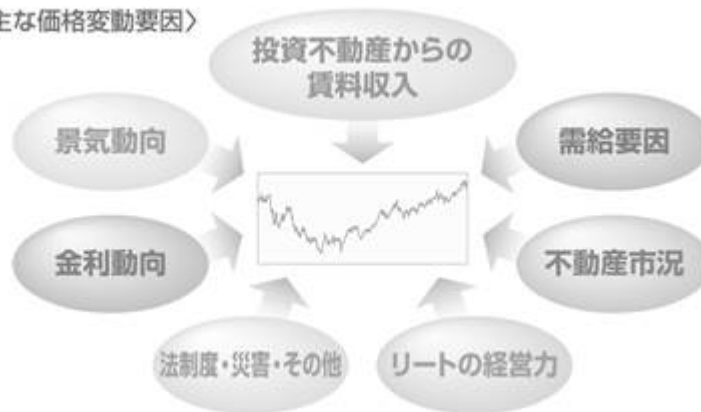 主な価格変動要因〉
投資不動産からの
賃料収入
景気動向
需給要因
金利動向
不動産市況
法制度・災害・その他
リートの経営力